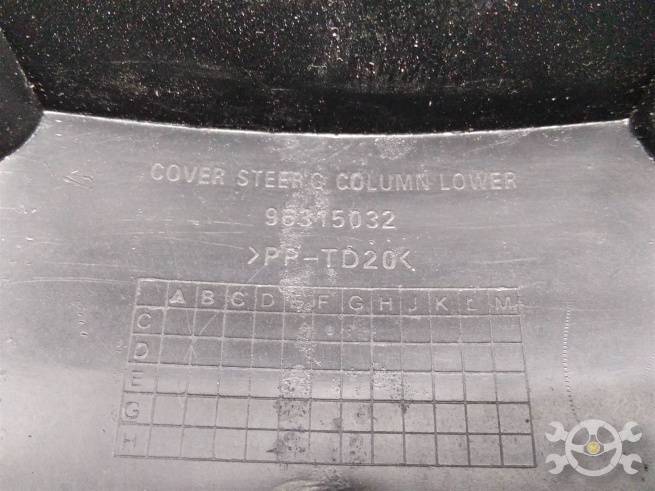 COVER STEER'G COLUMN LOWER
96315032
>PP-TD20<
A B C D E F G H J K L M
C
D
E
G
H